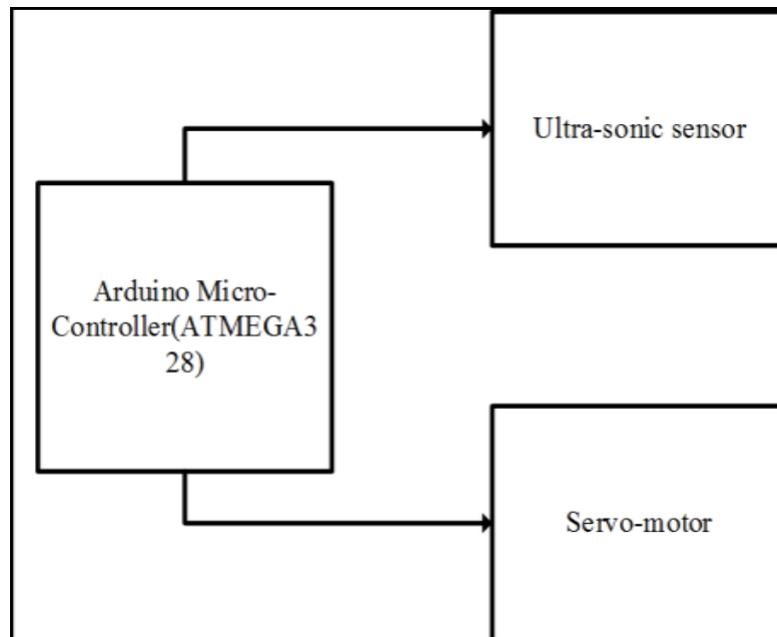 Ultra-sonic sensor
Arduino Micro-
Controller(ATMEGA3
28)
Servo-motor